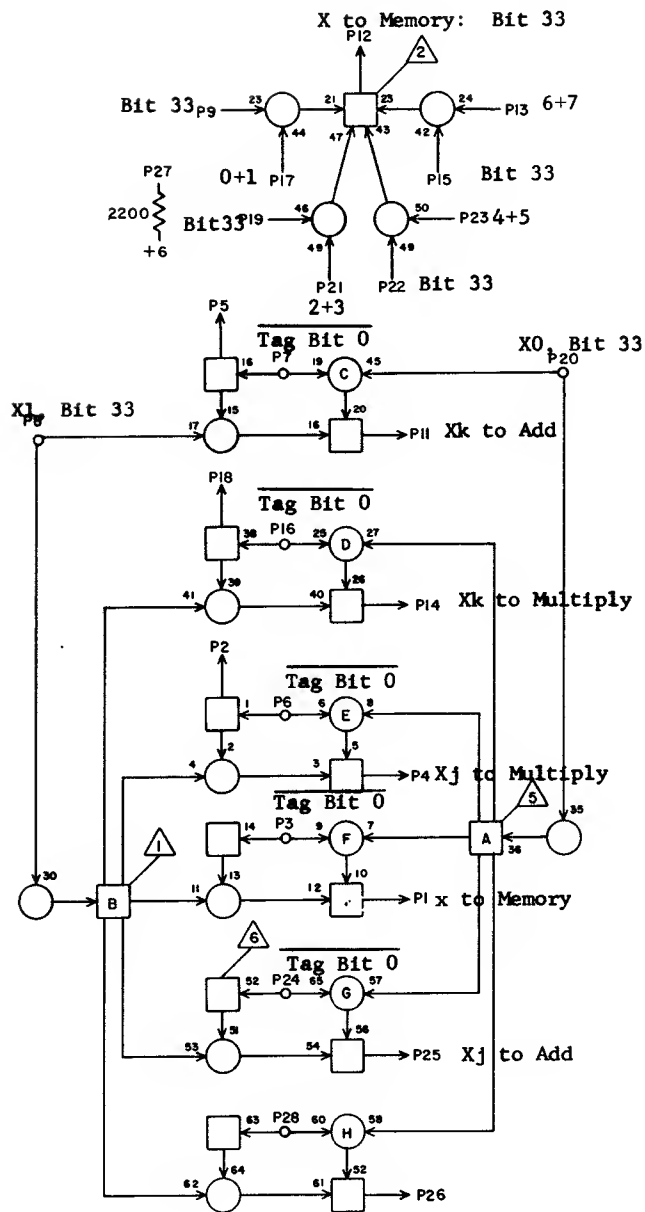 X to Memory: Bit 33
P12
2
Bit 33 P9 23 21 23 24 P13 6+7
44 47 43 42
P27 0+1 P17 P15 Bit 33
2200 Bit33 P19 46 50 P23 4+5
+6 49 49
P21 P22 Bit 33
2+3
P5 Tag Bit 0 X0, Bit 33
P7 P20
16 19 C 45
X1, Bit 33
15 20
17 16 P11 Xk to Add
P18 Tag Bit 0
P16
38 25 D 27
39 26
41 40 P14 Xk to Multiply
P2 Tag Bit 0
P6
1 6 E 8
2 5
4 3 P4 Xj to Multiply
Tag Bit 0 5
P3 35
14 9 F 7 A 36
1 13 10
30 B 11 12 P1 x to Memory
6 Tag Bit 0
P24
52 65 G 57
51 56
53 54 P25 Xj to Add
P28
63 60 H 58
64 52
62 61 P26